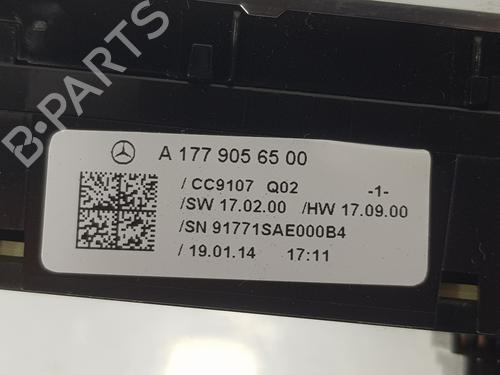 A 177 905 65 00
/CC9107 Q02 -1-
/SW 17.02.00 /HW 17.09.00
/SN 91771SAE000B4
/19.01.14 17:11
B-PARTS